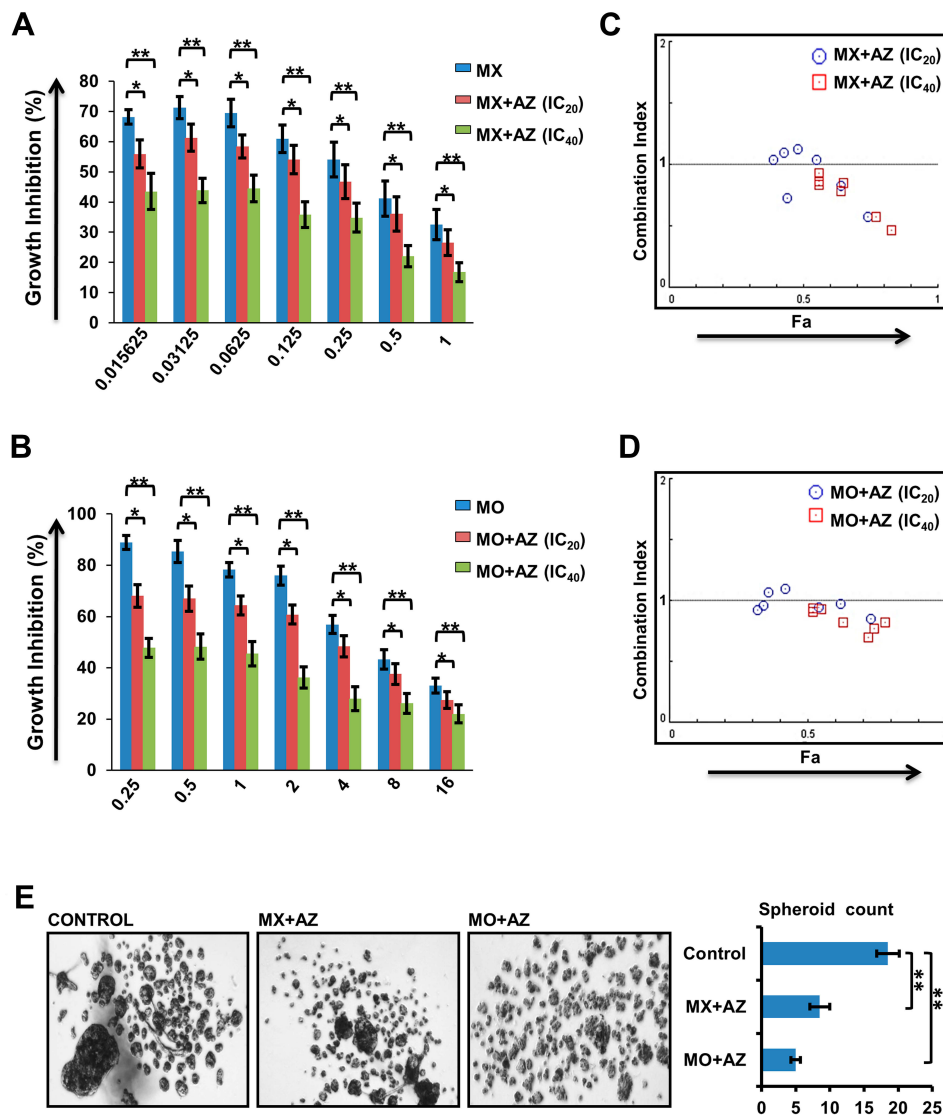 A
Growth Inhibition (%)
80
70
60
50
40
30
20
10
0
** ** ** ** ** ** **
* * * * * * *
0.015625 0.03125 0.0625 0.125 0.25 0.5 1
MX
MX+AZ (IC20)
MX+AZ (IC40)
C
Combination Index
2
1
0
0 0.5 1
Fa
MX+AZ (IC20)
MX+AZ (IC40)
B
Growth Inhibition (%)
100
80
60
40
20
0
** ** ** ** ** ** **
* * * * * * *
0.25 0.5 1 2 4 8 16
MO
MO+AZ (IC20)
MO+AZ (IC40)
D
Combination Index
2
1
0
0 0.5
Fa
MO+AZ (IC20)
MO+AZ (IC40)
E
CONTROL
MX+AZ
MO+AZ
Spheroid count
Control
MX+AZ
MO+AZ
**
**
0 5 10 15 20 25